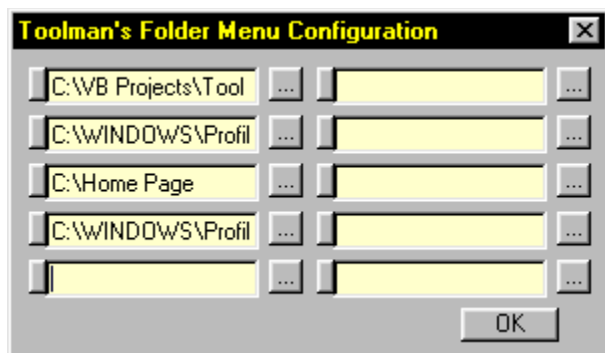 Toolman's Folder Menu Configuration
C:\VB Projects\Tool ... ...
C:\WINDOWS\Profil ... ...
C:\Home Page ... ...
C:\WINDOWS\Profil ... ...
... ...
OK